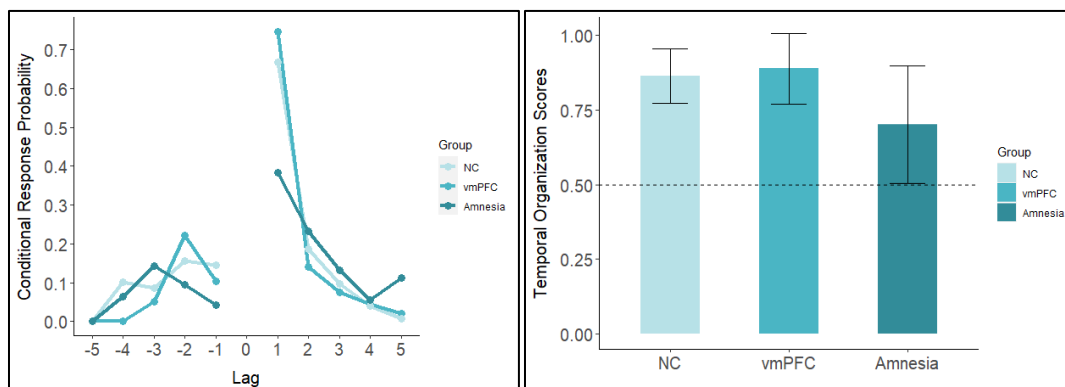 Conditional Response Probability
0.7
0.6
0.5
0.4
0.3
0.2
0.1
0.0
-5 -4 -3 -2 -1 0 1 2 3 4 5
Lag
Group
NC
vmPFC
Amnesia
Temporal Organization Scores
1.00
0.75
0.50
0.25
0.00
NC vmPFC Amnesia
Group
NC
vmPFC
Amnesia